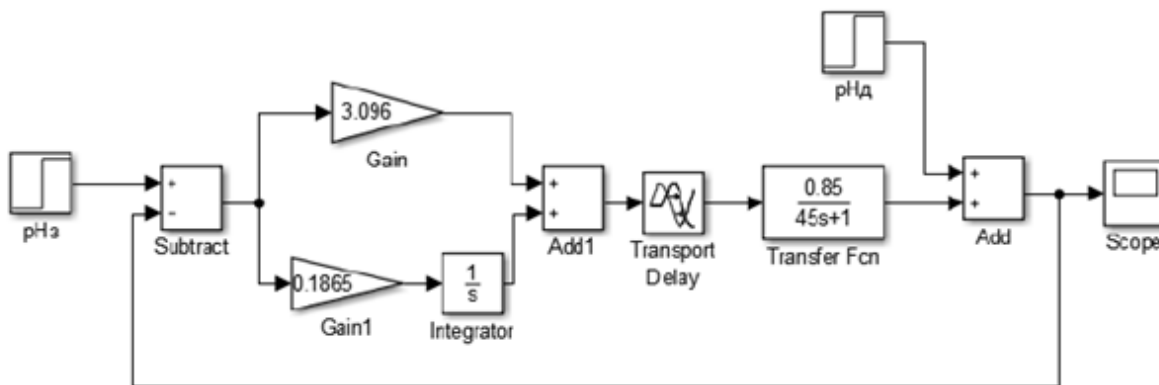 pHз
+
−
Subtract
3.096
Gain
0.1865
Gain1
1
s
Integrator
+
+
Add1
Transport
Delay
0.85
45s+1
Transfer Fcn
pHд
+
+
Add
Scope